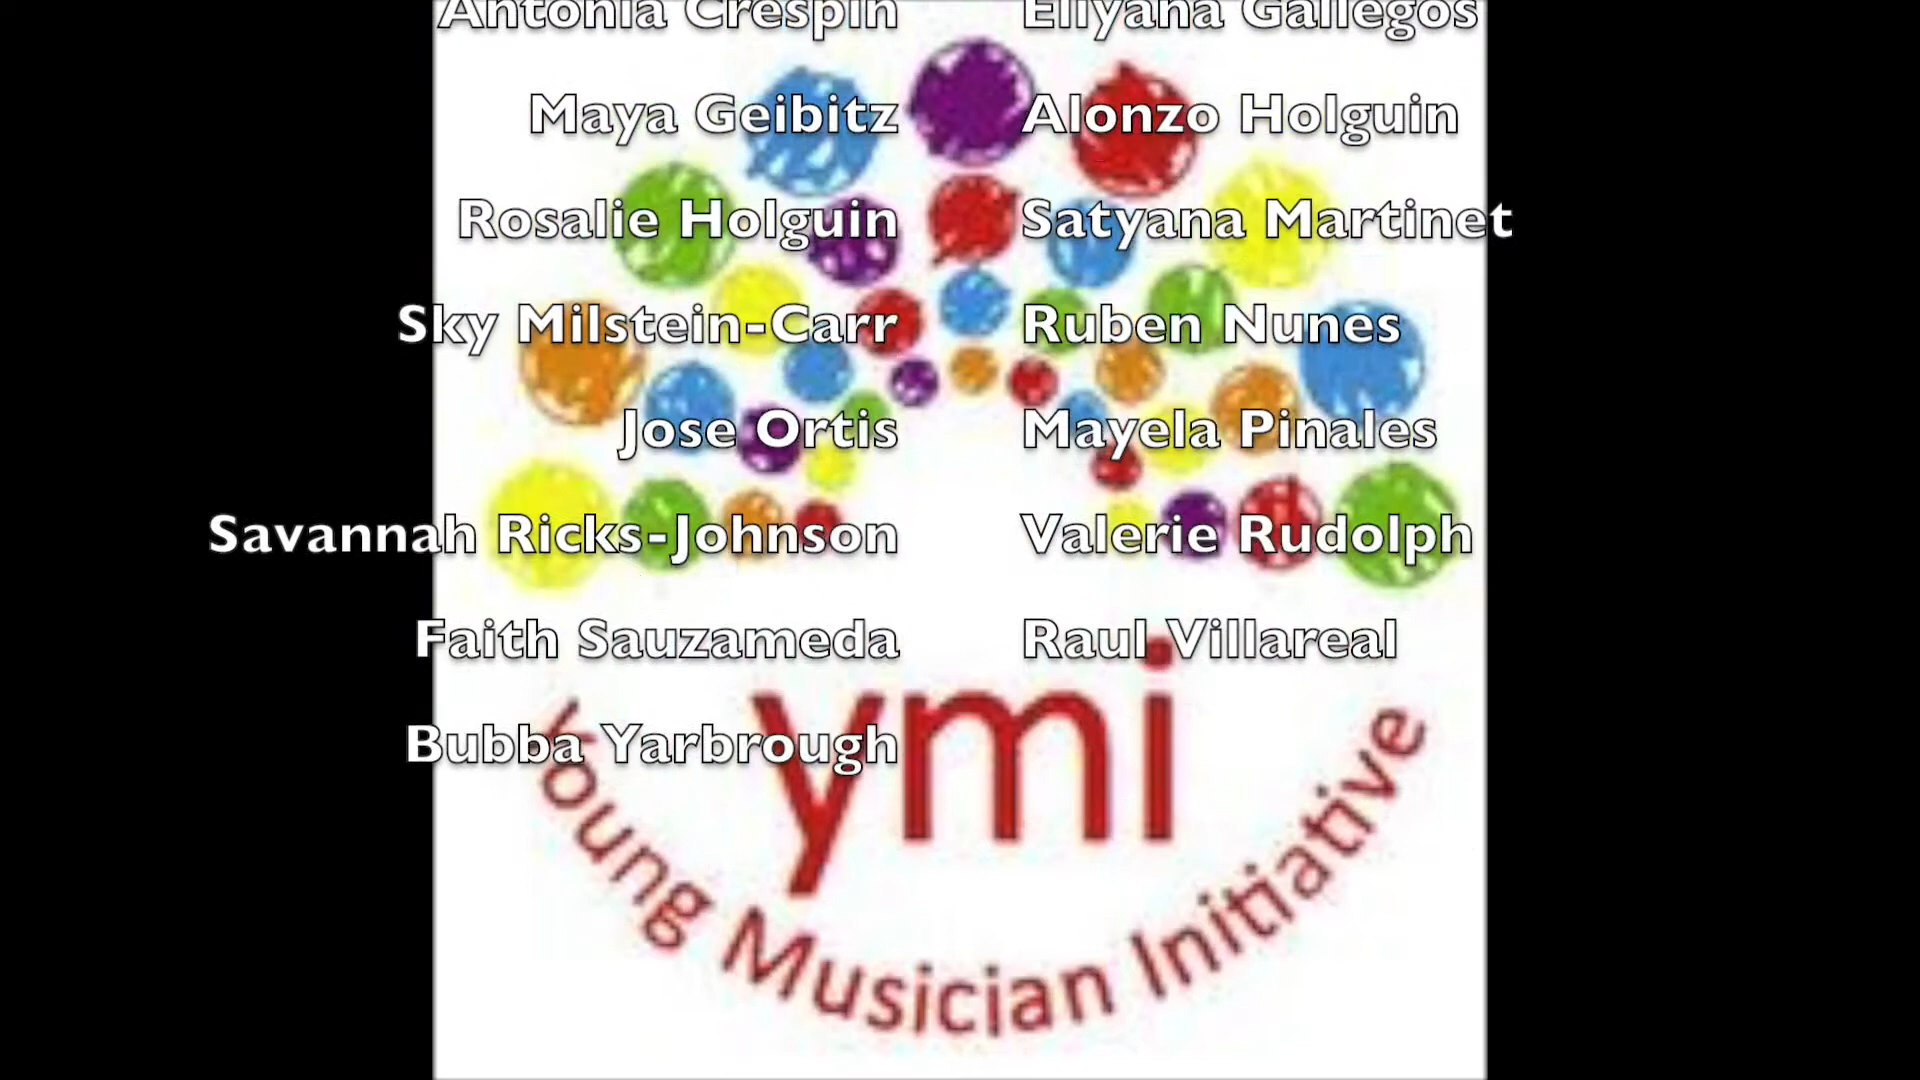 Antonia Crespin Eliyana Gallegos
Maya Geibitz Alonzo Holguin
Rosalie Holguin Satyana Martinet
Sky Milstein-Carr Ruben Nunes
Jose Ortis Mayela Pinales
Savannah Ricks-Johnson Valerie Rudolph
Faith Sauzameda Raul Villareal
Bubba Yarbrough
ymi
Young Musician Initiative